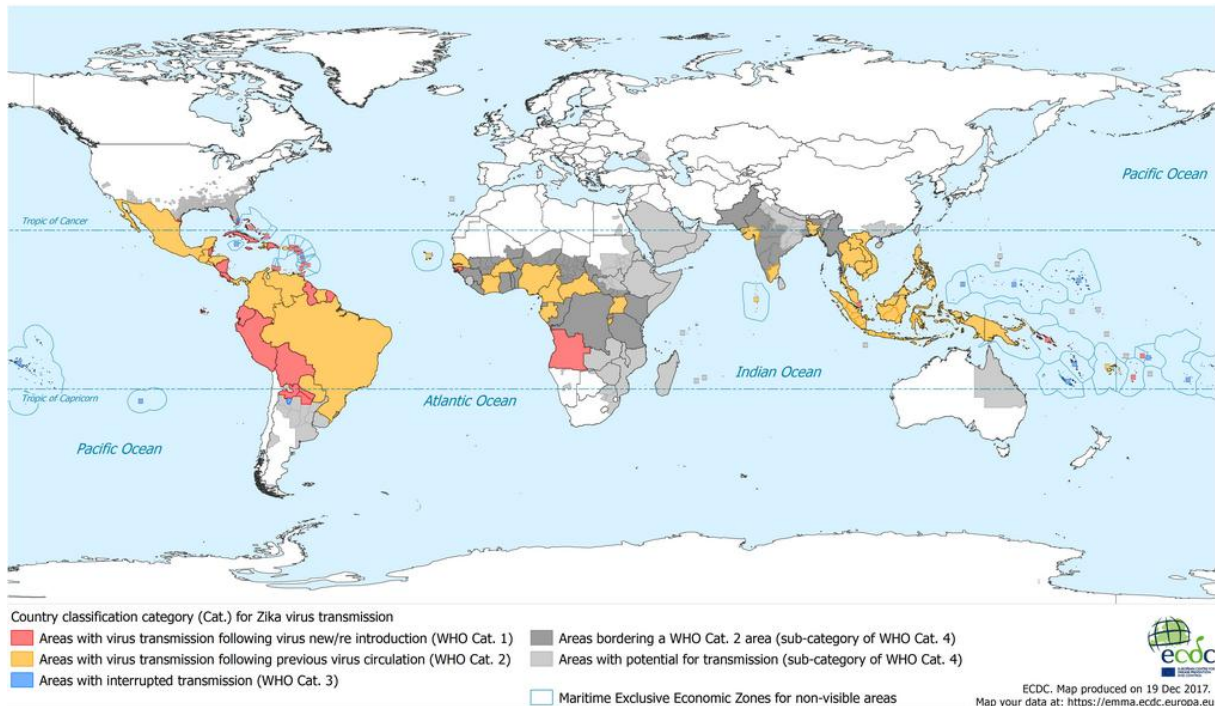 Pacific Ocean
Tropic of Cancer
Indian Ocean
Atlantic Ocean
Tropic of Capricorn
Pacific Ocean
Country classification category (Cat.) for Zika virus transmission
Areas with virus transmission following virus new/re introduction (WHO Cat. 1)
Areas with virus transmission following previous virus circulation (WHO Cat. 2)
Areas with interrupted transmission (WHO Cat. 3)
Areas bordering a WHO Cat. 2 area (sub-category of WHO Cat. 4)
Areas with potential for transmission (sub-category of WHO Cat. 4)
Maritime Exclusive Economic Zones for non-visible areas
ecdc
ECDC. Map produced on 19 Dec 2017.
Map your data at: https://emma.ecdc.europa.eu